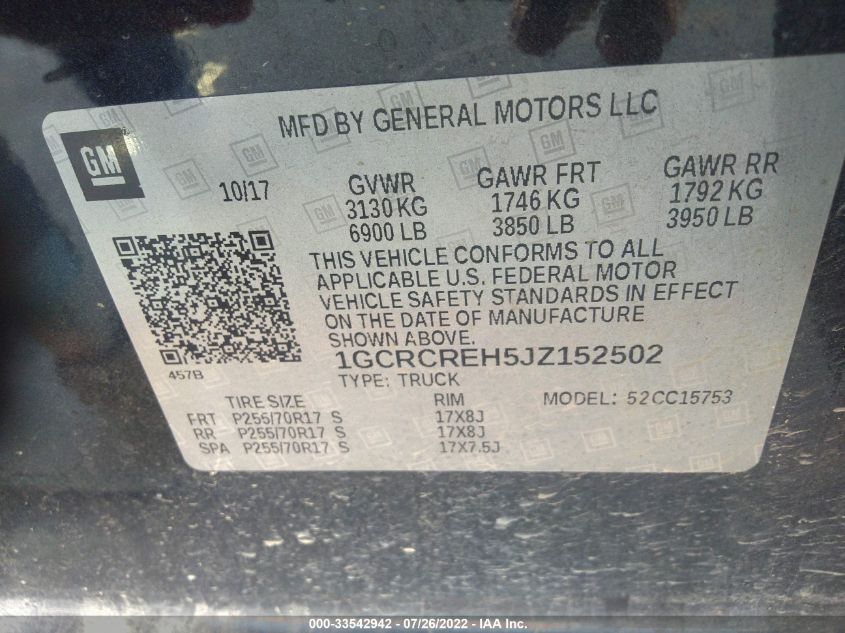 MFD BY GENERAL MOTORS LLC
GM
10/17
GVWR
3130 KG
6900 LB
GAWR FRT
1746 KG
3850 LB
GAWR RR
1792 KG
3950 LB
THIS VEHICLE CONFORMS TO ALL
APPLICABLE U.S. FEDERAL MOTOR
VEHICLE SAFETY STANDARDS IN EFFECT
ON THE DATE OF MANUFACTURE
SHOWN ABOVE.
457B
1GCRCREH5JZ152502
TYPE: TRUCK
MODEL: 52CC15753
TIRE SIZE RIM
FRT P255/70R17 S 17X8J
RR P255/70R17 S 17X8J
SPA P255/70R17 S 17X7.5J
000-33542942 - 07/26/2022 - IAA Inc.